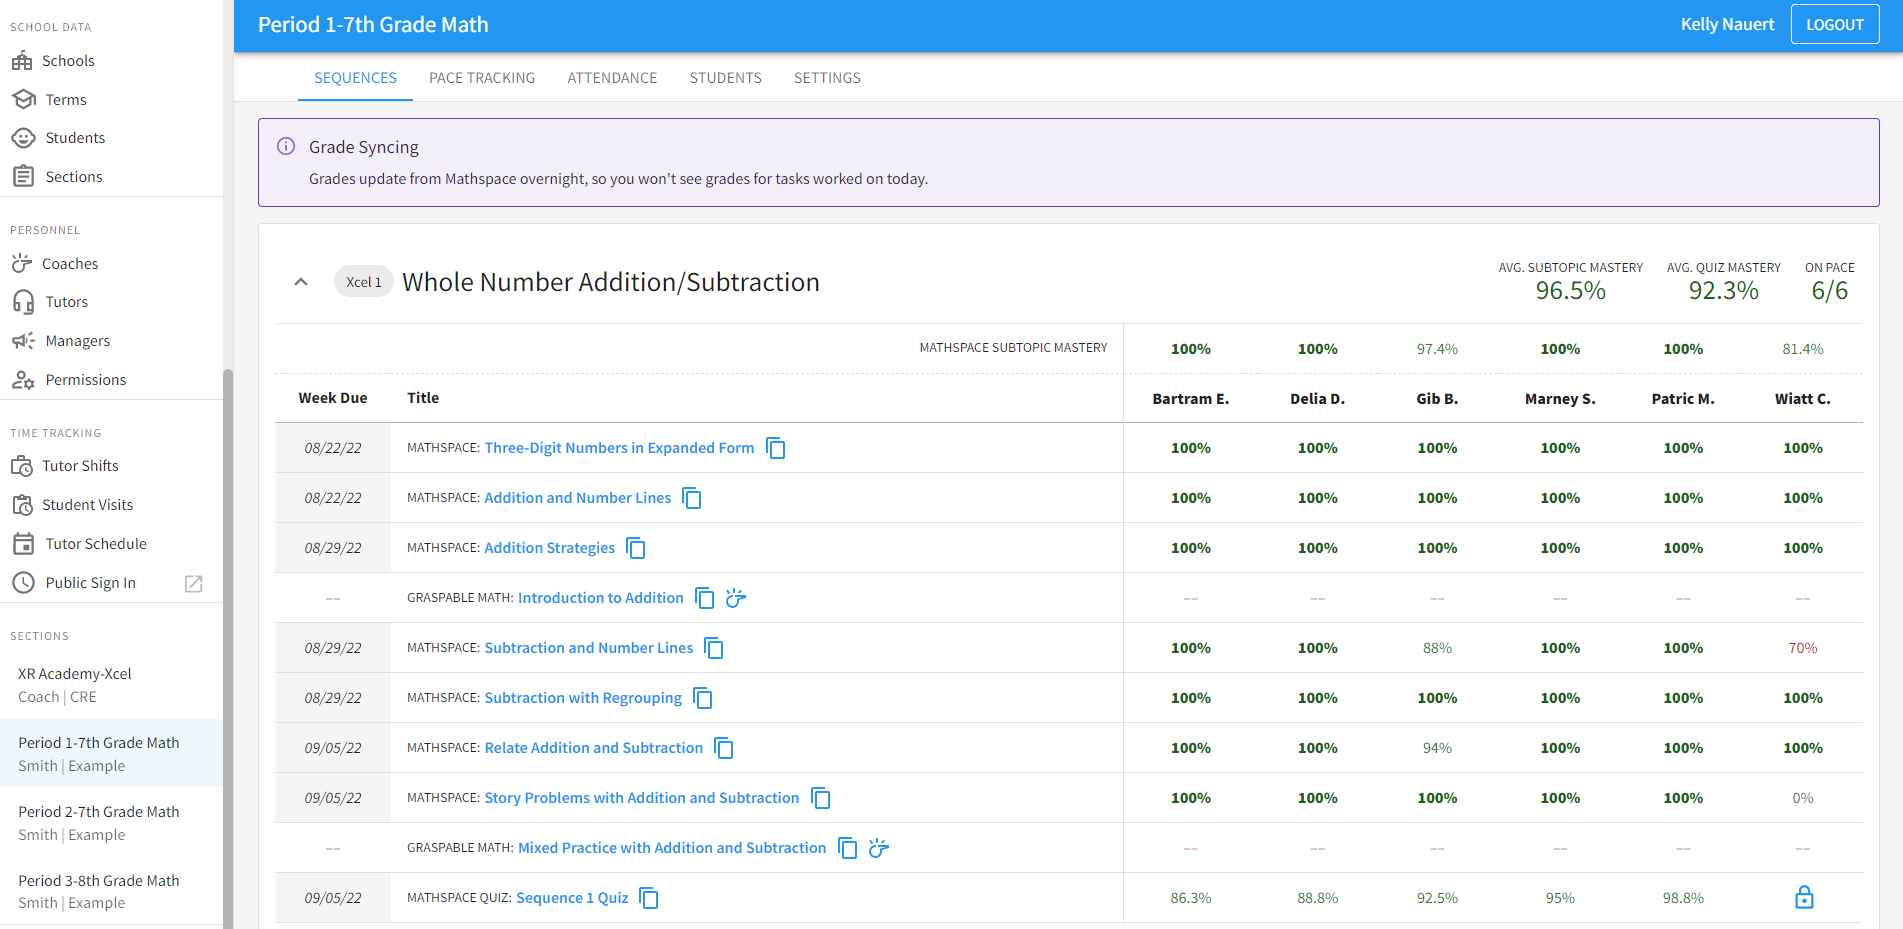 SCHOOL DATA
Schools
Terms
Students
Sections
PERSONNEL
Coaches
Tutors
Managers
Permissions
TIME TRACKING
Tutor Shifts
Student Visits
Tutor Schedule
Public Sign In
SECTIONS
XR Academy-Xcel
Coach | CRE
Period 1-7th Grade Math
Smith | Example
Period 2-7th Grade Math
Smith | Example
Period 3-8th Grade Math
Smith | Example
Period 1-7th Grade Math
Kelly Nauert LOGOUT
SEQUENCES PACE TRACKING ATTENDANCE STUDENTS SETTINGS
Grade Syncing
Grades update from Mathspace overnight, so you won't see grades for tasks worked on today.
Xcel 1 Whole Number Addition/Subtraction
AVG. SUBTOPIC MASTERY AVG. QUIZ MASTERY ON PACE
96.5% 92.3% 6/6
MATHSPACE SUBTOPIC MASTERY 100% 100% 97.4% 100% 100% 81.4%
Week Due Title Bartram E. Delia D. Gib B. Marney S. Patric M. Wiatt C.
08/22/22 MATHSPACE: Three-Digit Numbers in Expanded Form 100% 100% 100% 100% 100% 100%
08/22/22 MATHSPACE: Addition and Number Lines 100% 100% 100% 100% 100% 100%
08/29/22 MATHSPACE: Addition Strategies 100% 100% 100% 100% 100% 100%
-- GRASPABLE MATH: Introduction to Addition -- -- -- -- -- --
08/29/22 MATHSPACE: Subtraction and Number Lines 100% 100% 88% 100% 100% 70%
08/29/22 MATHSPACE: Subtraction with Regrouping 100% 100% 100% 100% 100% 100%
09/05/22 MATHSPACE: Relate Addition and Subtraction 100% 100% 94% 100% 100% 100%
09/05/22 MATHSPACE: Story Problems with Addition and Subtraction 100% 100% 100% 100% 100% 0%
-- GRASPABLE MATH: Mixed Practice with Addition and Subtraction -- -- -- -- -- --
09/05/22 MATHSPACE QUIZ: Sequence 1 Quiz 86.3% 88.8% 92.5% 95% 98.8%